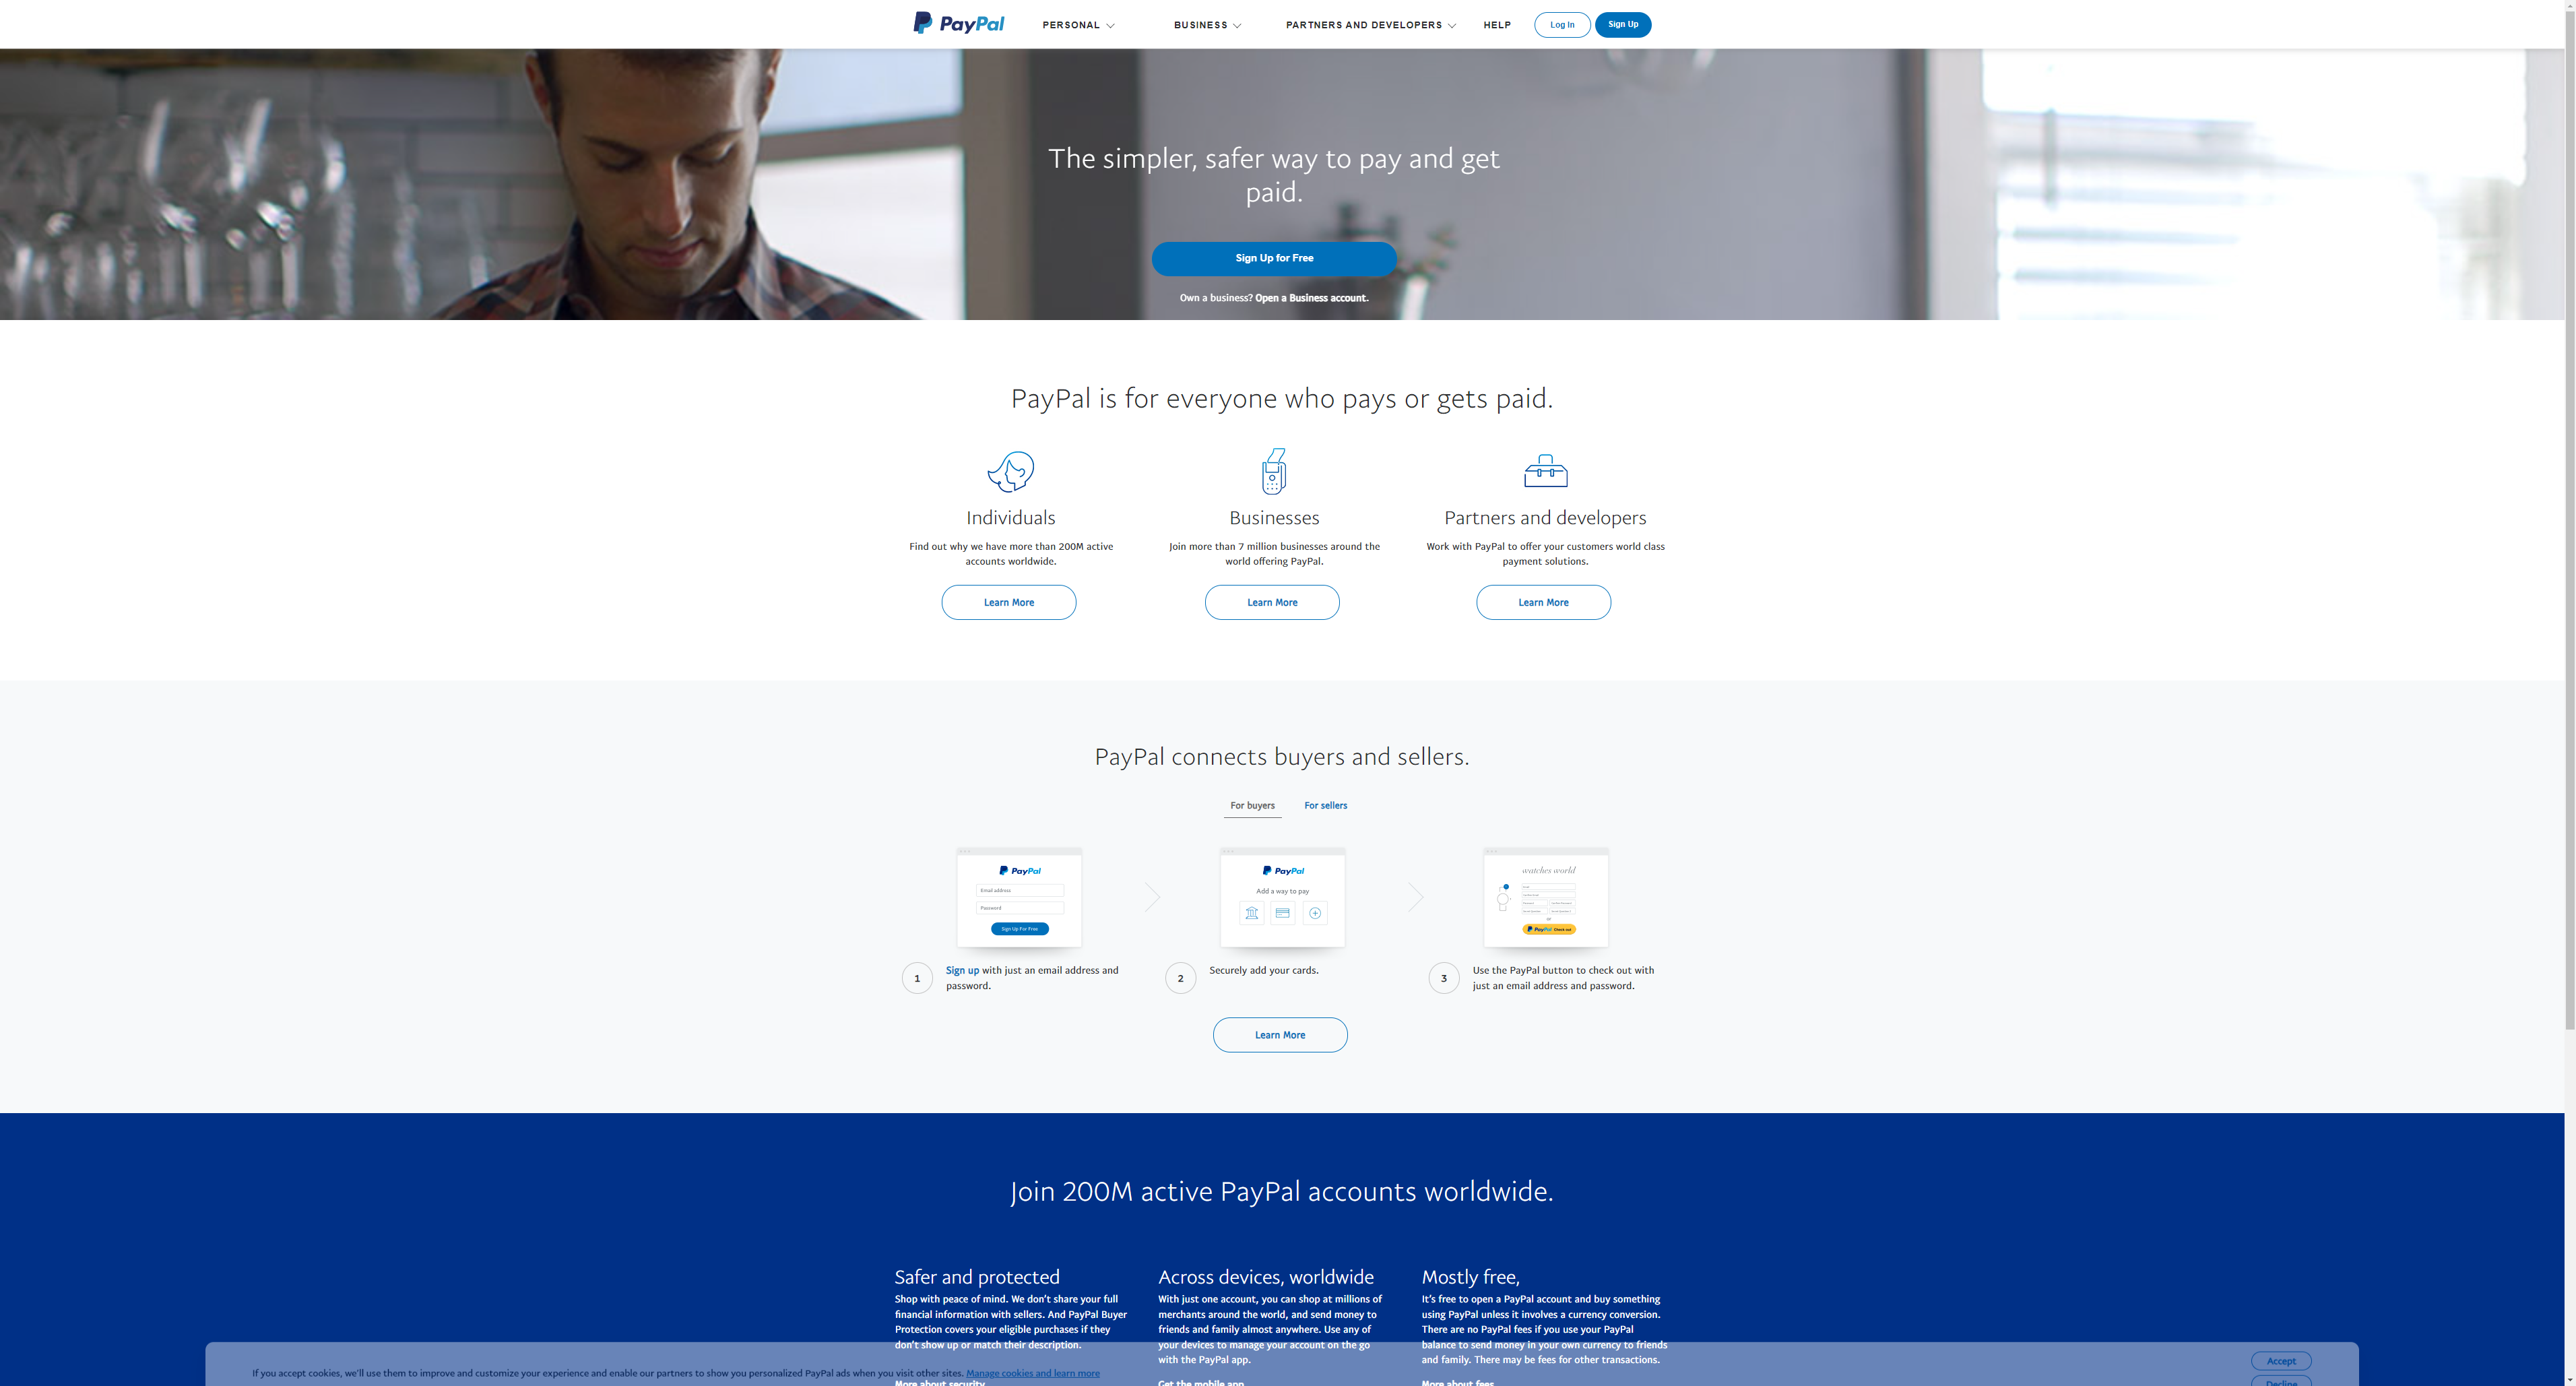 PayPal
PERSONAL
BUSINESS
PARTNERS AND DEVELOPERS
HELP
Log In
Sign Up
The simpler, safer way to pay and get
paid.
Sign Up for Free
Own a business? Open a Business account.
PayPal is for everyone who pays or gets paid.
Individuals
Find out why we have more than 200M active
accounts worldwide.
Learn More
Businesses
Join more than 7 million businesses around the
world offering PayPal.
Learn More
Partners and developers
Work with PayPal to offer your customers world class
payment solutions.
Learn More
PayPal connects buyers and sellers.
For buyers
For sellers
PayPal
Email address
Password
Sign Up For Free
1
Sign up with just an email address and
password.
PayPal
Add a way to pay
2
Securely add your cards.
watches world
PayPal Check out
3
Use the PayPal button to check out with
just an email address and password.
Learn More
Join 200M active PayPal accounts worldwide.
Safer and protected
Shop with peace of mind. We don't share your full
financial information with sellers. And PayPal Buyer
Protection covers your eligible purchases if they
don't show up or match their description.
More about security
Across devices, worldwide
With just one account, you can shop at millions of
merchants around the world, and send money to
friends and family almost anywhere. Use any of
your devices to manage your account on the go
with the PayPal app.
Get the mobile app
Mostly free,
It's free to open a PayPal account and buy something
using PayPal unless it involves a currency conversion.
There are no PayPal fees if you use your PayPal
balance to send money in your own currency to friends
and family. There may be fees for other transactions.
More about fees
If you accept cookies, we'll use them to improve and customize your experience and enable our partners to show you personalized PayPal ads when you visit other sites. Manage cookies and learn more
Accept
Decline